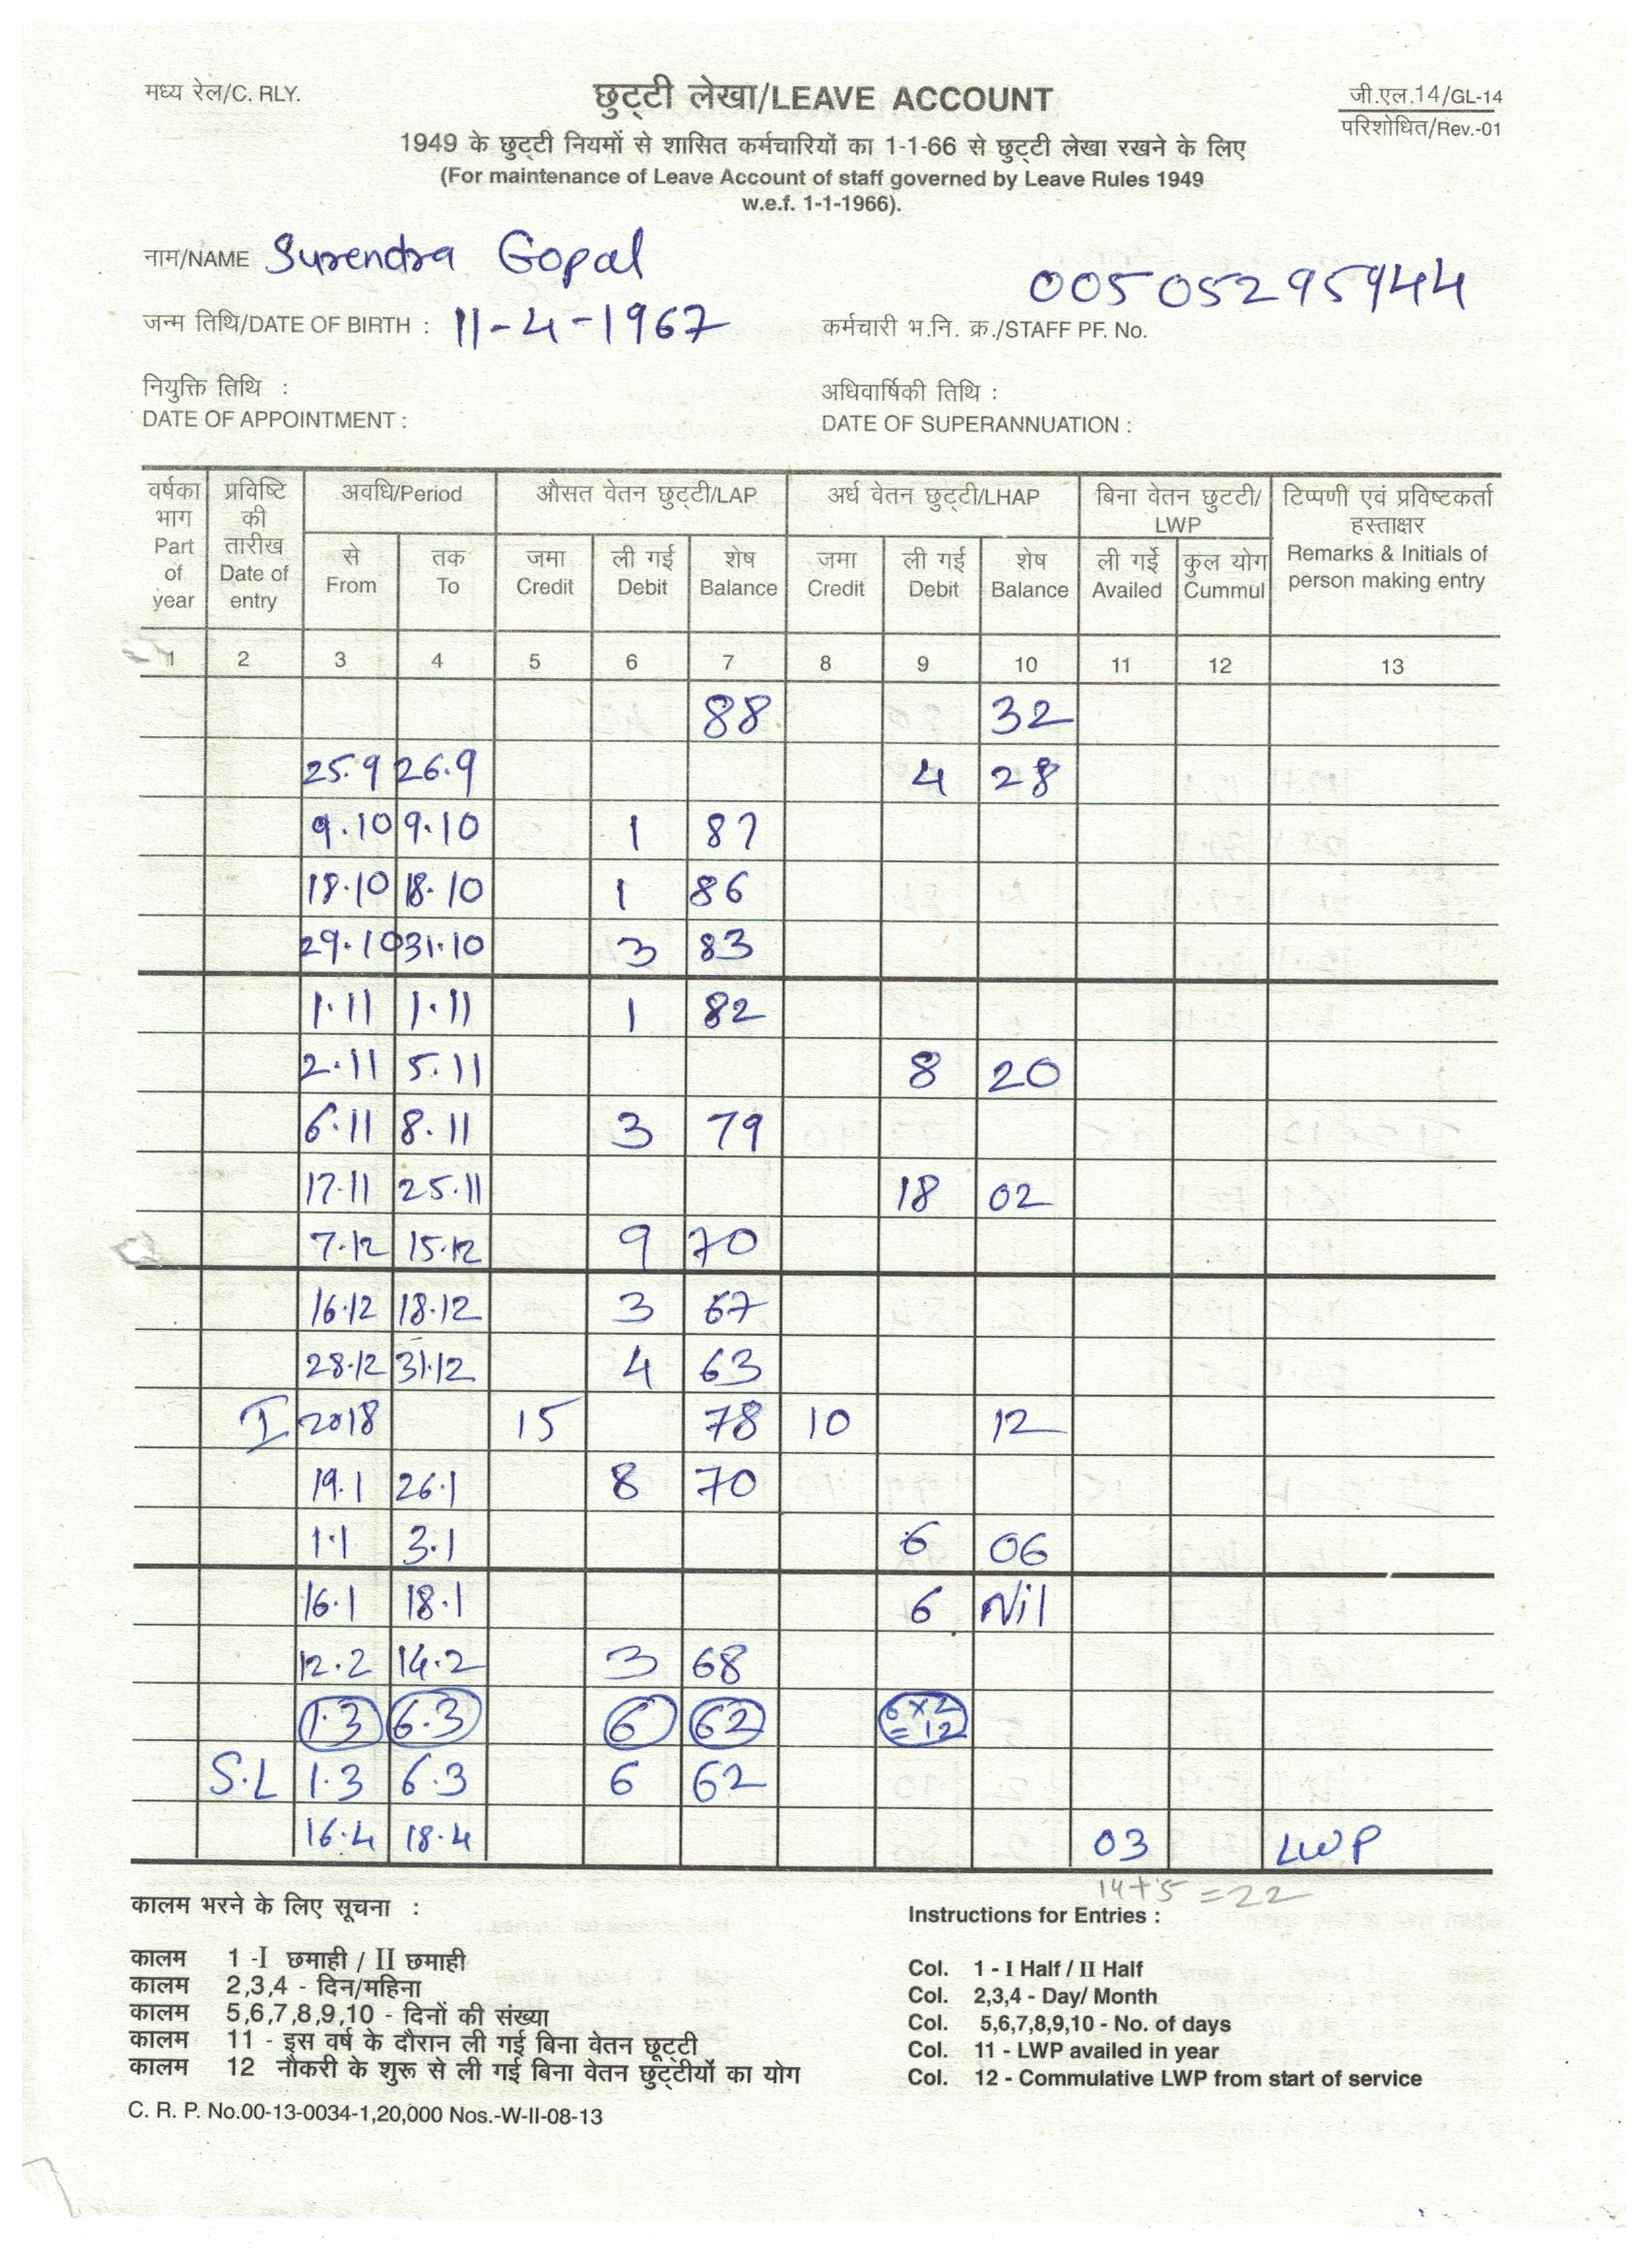 मध्य रेल/C. RLY.
छुट्टी लेखा/LEAVE ACCOUNT
जी.एल.14/GL-14
परिशोधित/Rev.-01
1949 के छुट्टी नियमों से शासित कर्मचारियों का 1-1-66 से छुट्टी लेखा रखने के लिए
(For maintenance of Leave Account of staff governed by Leave Rules 1949
w.e.f. 1-1-1966).
नाम/NAME Surendra Gopal
00505295944
जन्म तिथि/DATE OF BIRTH : 11-4-1967
कर्मचारी भ.नि. क्र./STAFF PF. No.
नियुक्ति तिथि :
DATE OF APPOINTMENT :
अधिवार्षिकी तिथि :
DATE OF SUPERANNUATION :
वर्षका भाग Part of year
प्रविष्टि की तारीख Date of entry
अवधि/Period
औसत वेतन छुट्टी/LAP
अर्ध वेतन छुट्टी/LHAP
बिना वेतन छुटटी/ LWP
टिप्पणी एवं प्रविष्टकर्ता हस्ताक्षर Remarks & Initials of person making entry
से From
तक To
जमा Credit
ली गई Debit
शेष Balance
जमा Credit
ली गई Debit
शेष Balance
ली गई Availed
कुल योग Cummul
1 2 3 4 5 6 7 8 9 10 11 12 13
88 32
25.9 26.9 4 28
9.10 9.10 1 87
18.10 18.10 1 86
29.10 31.10 3 83
1.11 1.11 1 82
2.11 5.11 8 20
6.11 8.11 3 79
17.11 25.11 18 02
7.12 15.12 9 70
16.12 18.12 3 67
28.12 31.12 4 63
I 2018 15 78 10 12
19.1 26.1 8 70
1.1 3.1 6 06
16.1 18.1 6 Nil
12.2 14.2 3 68
1.3 6.3 6 62 6×2 = 12
S.L 1.3 6.3 6 62
16.4 18.4 03 LWP
14+5 = 22
कालम भरने के लिए सूचना :
कालम 1 -I छमाही / II छमाही
कालम 2,3,4 - दिन/महिना
कालम 5,6,7,8,9,10 - दिनों की संख्या
कालम 11 - इस वर्ष के दौरान ली गई बिना वेतन छूट्टी
कालम 12 नौकरी के शुरू से ली गई बिना वेतन छुट्टीयों का योग
Instructions for Entries :
Col. 1 - I Half / II Half
Col. 2,3,4 - Day/ Month
Col. 5,6,7,8,9,10 - No. of days
Col. 11 - LWP availed in year
Col. 12 - Commulative LWP from start of service
C. R. P. No.00-13-0034-1,20,000 Nos.-W-II-08-13